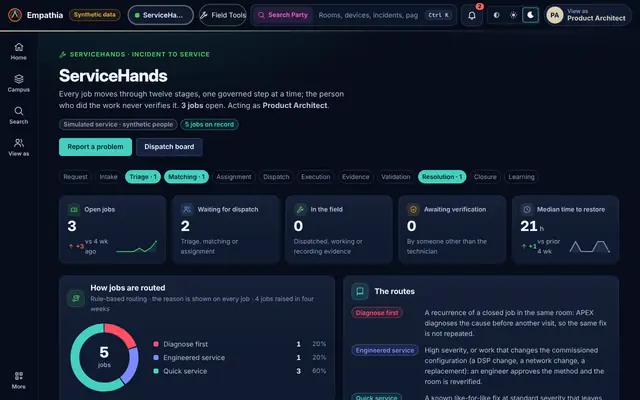 Empathia
Synthetic data
ServiceHa...
Field Tools
Search Party
Rooms, devices, incidents, pag
Ctrl K
2
PA
View as
Product Architect
Home
Campus
Search
View as
More
SERVICEHANDS · INCIDENT TO SERVICE
ServiceHands
Every job moves through twelve stages, one governed step at a time; the person
who did the work never verifies it. 3 jobs open. Acting as Product Architect.
Simulated service · synthetic people
5 jobs on record
Report a problem
Dispatch board
Request
Intake
Triage · 1
Matching · 1
Assignment
Dispatch
Execution
Evidence
Validation
Resolution · 1
Closure
Learning
Open jobs
3
↑ +3 vs 4 wk
ago
Waiting for dispatch
2
Triage, matching or
assignment
In the field
0
Dispatched, working or
recording evidence
Awaiting verification
0
By someone other than the
technician
Median time to restore
21 h
↑ +1 vs prior
4 wk
How jobs are routed
Rule-based routing · the reason is shown on every job · 4 jobs raised in four
weeks
5
jobs
Diagnose first 1 20%
Engineered service 1 20%
Quick service 3 60%
The routes
Diagnose first
A recurrence of a closed job in the same room: APEX
diagnoses the cause before another visit, so the same fix
is not repeated.
Engineered service
High severity, or work that changes the commissioned
configuration (a DSP change, a network change, a
replacement): an engineer approves the method and the
room is reverified.
Quick service
A known like-for-like fix at standard severity that leaves